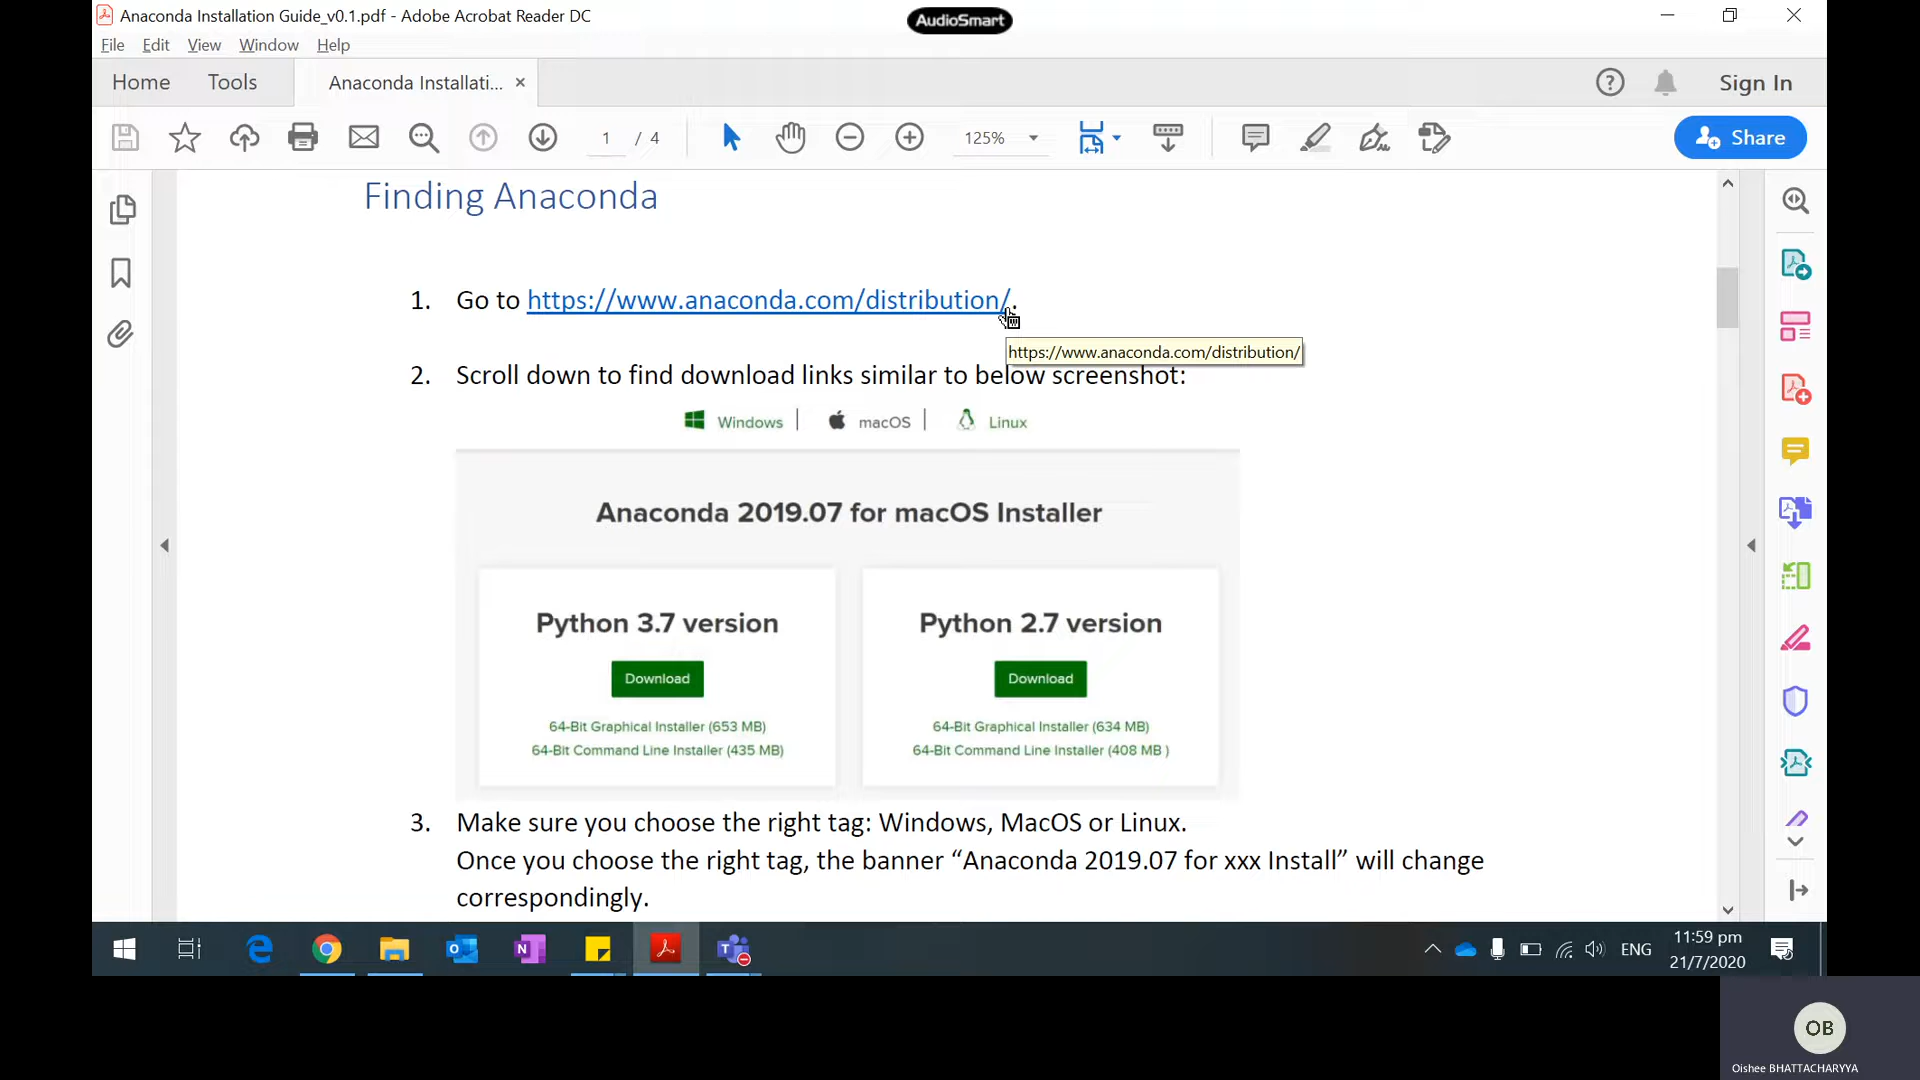 Anaconda Installation Guide_v0.1.pdf - Adobe Acrobat Reader DC
AudioSmart
File Edit View Window Help
Home Tools Anaconda Installati... Sign In
1 / 4 125% Share
Finding Anaconda
1. Go to https://www.anaconda.com/distribution/.
https://www.anaconda.com/distribution/
2. Scroll down to find download links similar to below screenshot:
Windows | macOS | Linux
Anaconda 2019.07 for macOS Installer
Python 3.7 version Python 2.7 version
Download Download
64-Bit Graphical Installer (653 MB) 64-Bit Graphical Installer (634 MB)
64-Bit Command Line Installer (435 MB) 64-Bit Command Line Installer (408 MB )
3. Make sure you choose the right tag: Windows, MacOS or Linux.
Once you choose the right tag, the banner “Anaconda 2019.07 for xxx Install” will change
correspondingly.
ENG 11:59 pm
21/7/2020
OB
Oishee BHATTACHARYYA